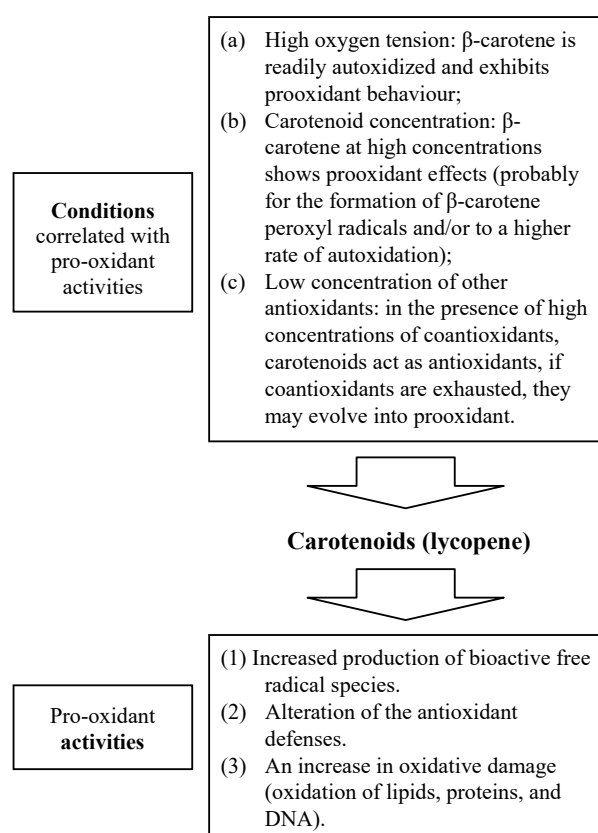 (a) High oxygen tension: β-carotene is
readily autoxidized and exhibits
prooxidant behaviour;
(b) Carotenoid concentration: β-
carotene at high concentrations
shows prooxidant effects (probably
for the formation of β-carotene
peroxyl radicals and/or to a higher
rate of autoxidation);
(c) Low concentration of other
antioxidants: in the presence of high
concentrations of coantioxidants,
carotenoids act as antioxidants, if
coantioxidants are exhausted, they
may evolve into prooxidant.
Conditions
correlated with
pro-oxidant
activities
Carotenoids (lycopene)
Pro-oxidant
activities
(1) Increased production of bioactive free
radical species.
(2) Alteration of the antioxidant
defenses.
(3) An increase in oxidative damage
(oxidation of lipids, proteins, and
DNA).